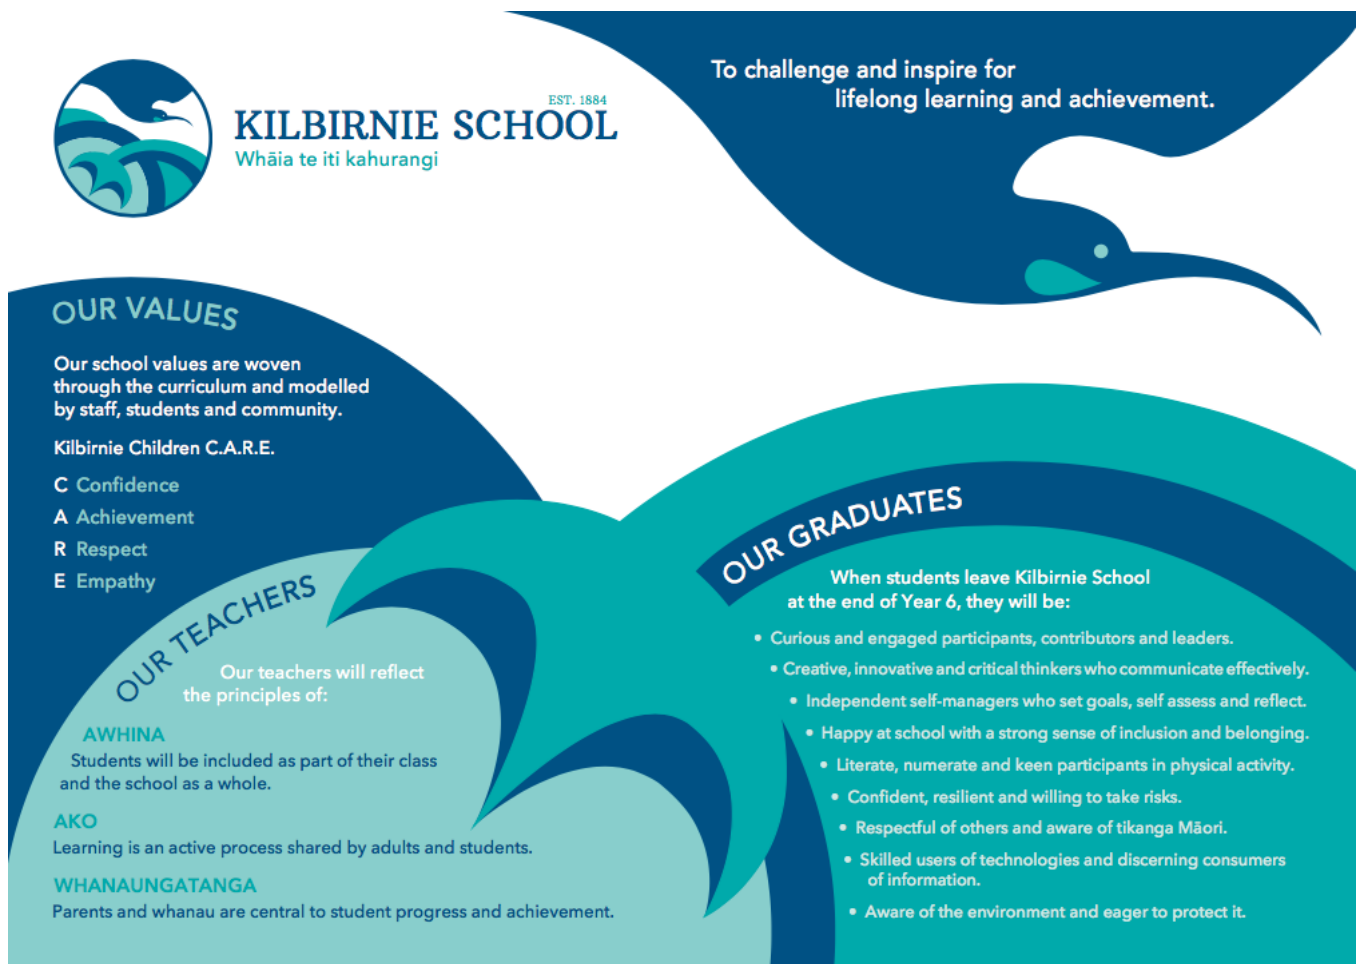 EST. 1884
KILBIRNIE SCHOOL
Whāia te iti kahurangi
To challenge and inspire for
lifelong learning and achievement.
OUR VALUES
Our school values are woven
through the curriculum and modelled
by staff, students and community.
Kilbirnie Children C.A.R.E.
C Confidence
A Achievement
R Respect
E Empathy
OUR TEACHERS
Our teachers will reflect
the principles of:
AWHINA
Students will be included as part of their class
and the school as a whole.
AKO
Learning is an active process shared by adults and students.
WHANAUNGATANGA
Parents and whanau are central to student progress and achievement.
OUR GRADUATES
When students leave Kilbirnie School
at the end of Year 6, they will be:
• Curious and engaged participants, contributors and leaders.
• Creative, innovative and critical thinkers who communicate effectively.
• Independent self-managers who set goals, self assess and reflect.
• Happy at school with a strong sense of inclusion and belonging.
• Literate, numerate and keen participants in physical activity.
• Confident, resilient and willing to take risks.
• Respectful of others and aware of tikanga Māori.
• Skilled users of technologies and discerning consumers
of information.
• Aware of the environment and eager to protect it.